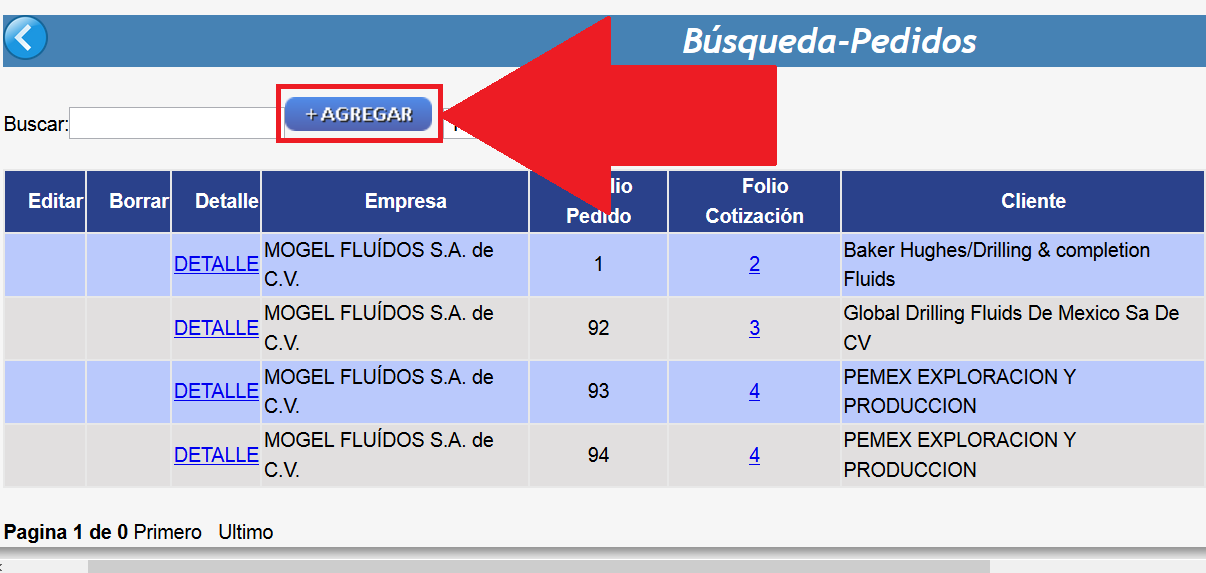 Búsqueda-Pedidos
Buscar: +AGREGAR
Editar Borrar Detalle Empresa Pedido Folio Cotización Cliente
DETALLE MOGEL FLUÍDOS S.A. de C.V. 1 2 Baker Hughes/Drilling & completion Fluids
DETALLE MOGEL FLUÍDOS S.A. de C.V. 92 3 Global Drilling Fluids De Mexico Sa De CV
DETALLE MOGEL FLUÍDOS S.A. de C.V. 93 4 PEMEX EXPLORACION Y PRODUCCION
DETALLE MOGEL FLUÍDOS S.A. de C.V. 94 4 PEMEX EXPLORACION Y PRODUCCION
Pagina 1 de 0 Primero Ultimo